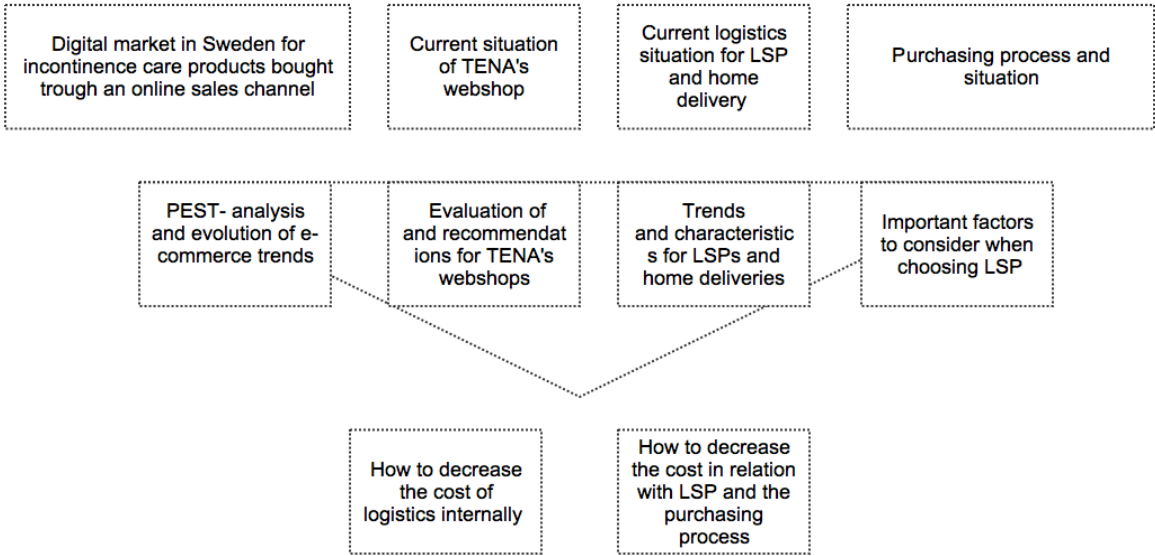 Digital market in Sweden for
incontinence care products bought
trough an online sales channel
Current situation
of TENA's
webshop
Current logistics
situation for LSP
and home
delivery
Purchasing process and
situation
PEST- analysis
and evolution of e-
commerce trends
Evaluation of
and recommendat
ions for TENA's
webshops
Trends
and characteristic
s for LSPs and
home deliveries
Important factors
to consider when
choosing LSP
How to decrease
the cost of
logistics internally
How to decrease
the cost in relation
with LSP and the
purchasing
process